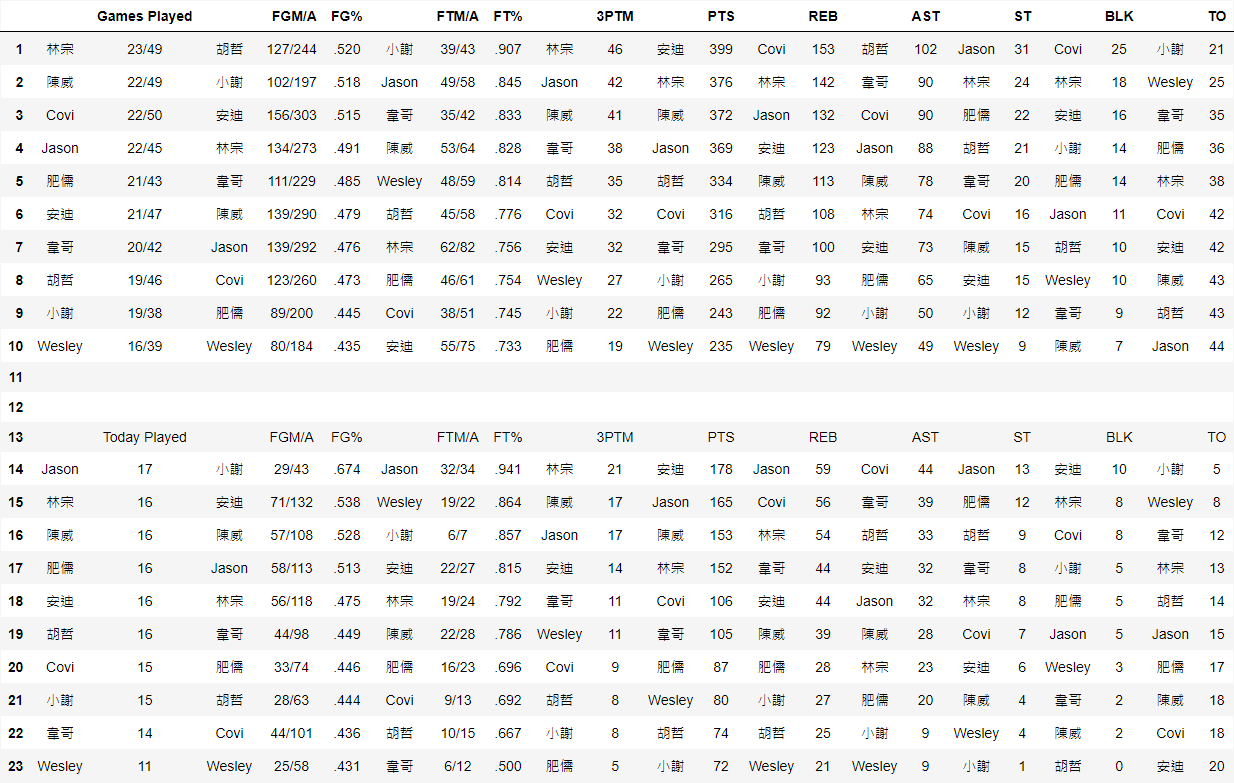 Games Played FGM/A FG% FTM/A FT% 3PTM PTS REB AST ST BLK TO
1 林宗 23/49 胡哲 127/244 .520 小謝 39/43 .907 林宗 46 安迪 399 Covi 153 胡哲 102 Jason 31 Covi 25 小謝 21
2 陳威 22/49 小謝 102/197 .518 Jason 49/58 .845 Jason 42 林宗 376 林宗 142 韋哥 90 林宗 24 林宗 18 Wesley 25
3 Covi 22/50 安迪 156/303 .515 韋哥 35/42 .833 陳威 41 陳威 372 Jason 132 Covi 90 肥儒 22 安迪 16 韋哥 35
4 Jason 22/45 林宗 134/273 .491 陳威 53/64 .828 韋哥 38 Jason 369 安迪 123 Jason 88 胡哲 21 小謝 14 肥儒 36
5 肥儒 21/43 韋哥 111/229 .485 Wesley 48/59 .814 胡哲 35 胡哲 334 陳威 113 陳威 78 韋哥 20 肥儒 14 林宗 38
6 安迪 21/47 陳威 139/290 .479 胡哲 45/58 .776 Covi 32 Covi 316 胡哲 108 林宗 74 Covi 16 Jason 11 Covi 42
7 韋哥 20/42 Jason 139/292 .476 林宗 62/82 .756 安迪 32 韋哥 295 韋哥 100 安迪 73 陳威 15 胡哲 10 安迪 42
8 胡哲 19/46 Covi 123/260 .473 肥儒 46/61 .754 Wesley 27 小謝 265 小謝 93 肥儒 65 安迪 15 Wesley 10 陳威 43
9 小謝 19/38 肥儒 89/200 .445 Covi 38/51 .745 小謝 22 肥儒 243 肥儒 92 小謝 50 小謝 12 韋哥 9 胡哲 43
10 Wesley 16/39 Wesley 80/184 .435 安迪 55/75 .733 肥儒 19 Wesley 235 Wesley 79 Wesley 49 Wesley 9 陳威 7 Jason 44
11
12
13 Today Played FGM/A FG% FTM/A FT% 3PTM PTS REB AST ST BLK TO
14 Jason 17 小謝 29/43 .674 Jason 32/34 .941 林宗 21 安迪 178 Jason 59 Covi 44 Jason 13 安迪 10 小謝 5
15 林宗 16 安迪 71/132 .538 Wesley 19/22 .864 陳威 17 Jason 165 Covi 56 韋哥 39 肥儒 12 林宗 8 Wesley 8
16 陳威 16 陳威 57/108 .528 小謝 6/7 .857 Jason 17 陳威 153 林宗 54 胡哲 33 胡哲 9 Covi 8 韋哥 12
17 肥儒 16 Jason 58/113 .513 安迪 22/27 .815 安迪 14 林宗 152 韋哥 44 安迪 32 韋哥 8 小謝 5 林宗 13
18 安迪 16 林宗 56/118 .475 林宗 19/24 .792 韋哥 11 Covi 106 安迪 44 Jason 32 林宗 8 肥儒 5 胡哲 14
19 胡哲 16 韋哥 44/98 .449 陳威 22/28 .786 Wesley 11 韋哥 105 陳威 39 陳威 28 Covi 7 Jason 5 Jason 15
20 Covi 15 肥儒 33/74 .446 肥儒 16/23 .696 Covi 9 肥儒 87 肥儒 28 林宗 23 安迪 6 Wesley 3 肥儒 17
21 小謝 15 胡哲 28/63 .444 Covi 9/13 .692 胡哲 8 Wesley 80 小謝 27 肥儒 20 陳威 4 韋哥 2 陳威 18
22 韋哥 14 Covi 44/101 .436 胡哲 10/15 .667 小謝 8 胡哲 74 胡哲 25 小謝 9 Wesley 4 陳威 2 Covi 18
23 Wesley 11 Wesley 25/58 .431 韋哥 6/12 .500 肥儒 5 小謝 72 Wesley 21 Wesley 9 小謝 1 胡哲 0 安迪 20